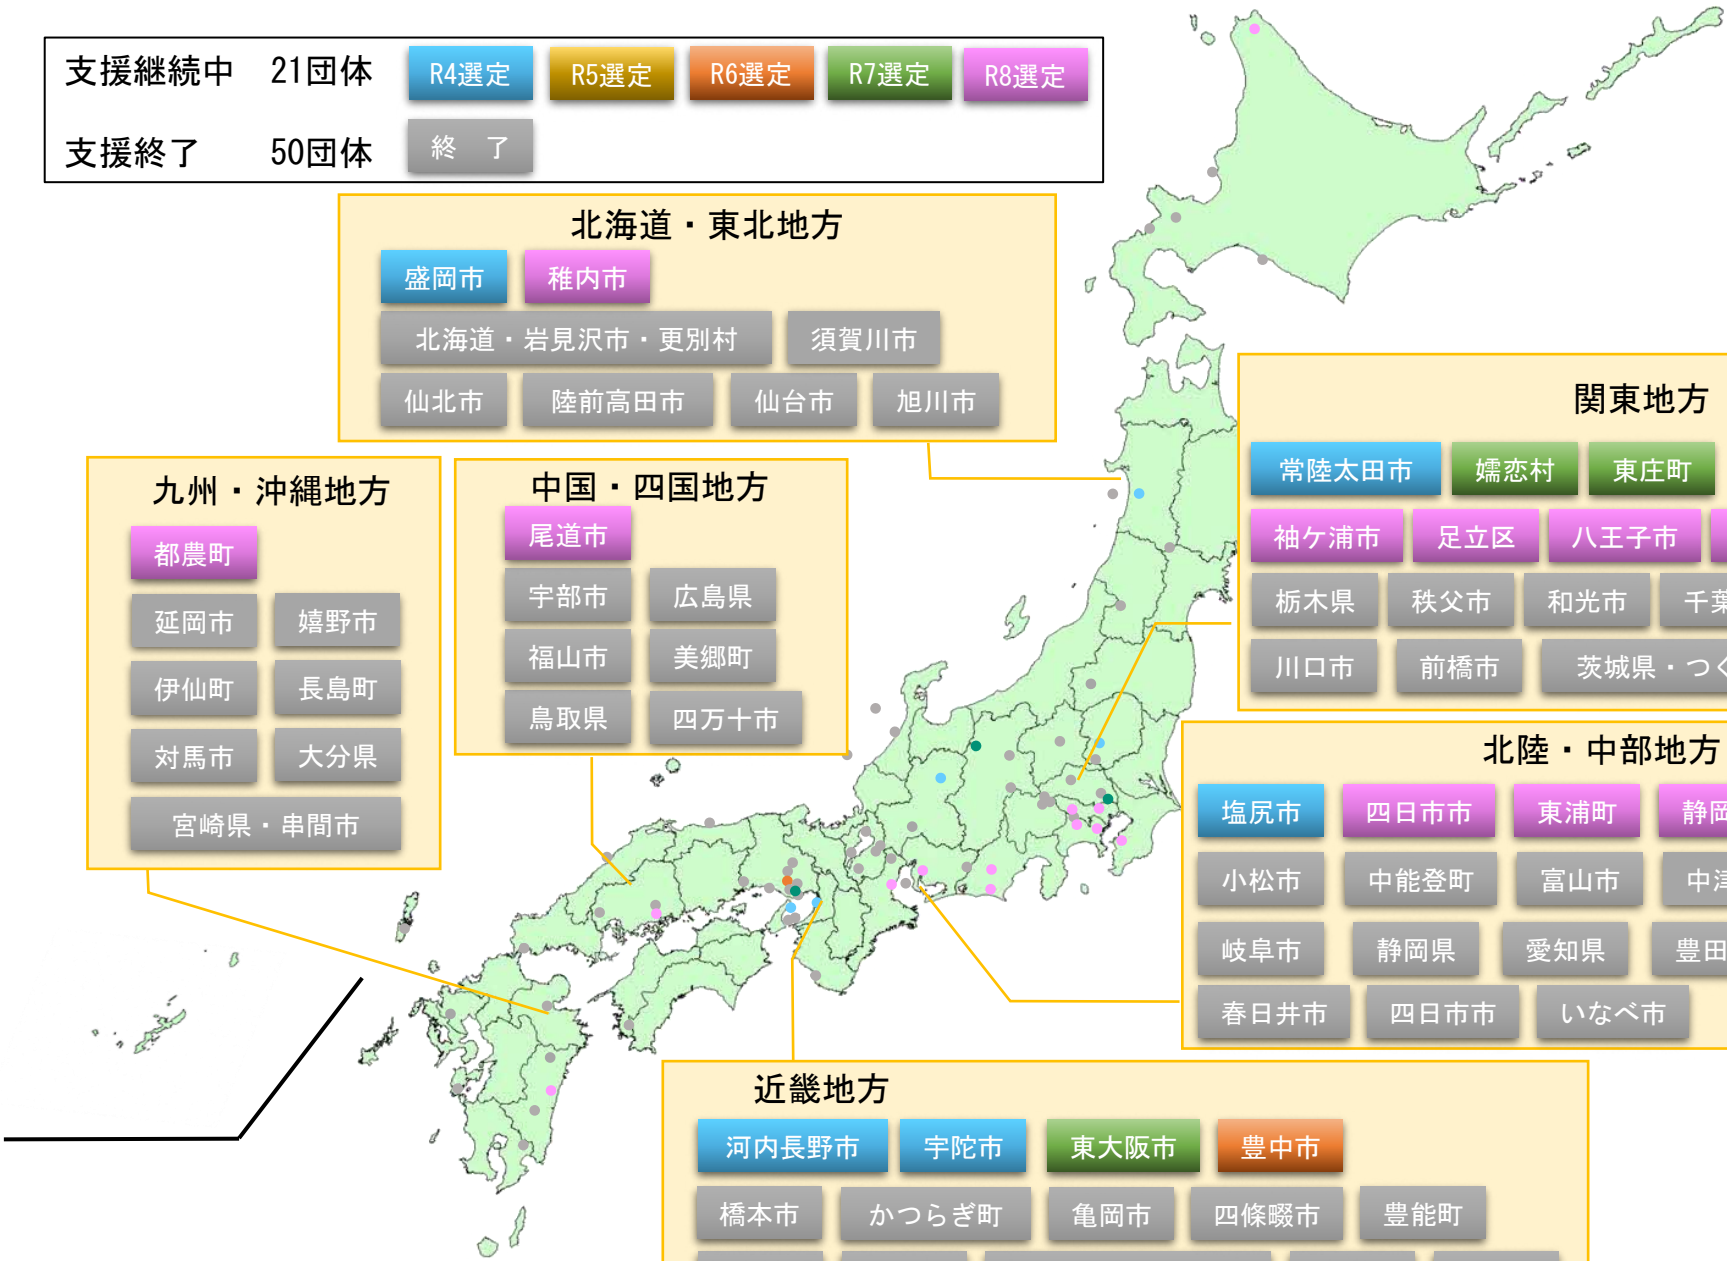 支援継続中 21団体 R4選定 R5選定 R6選定 R7選定 R8選定
支援終了 50団体 終 了
北海道・東北地方
盛岡市 稚内市
北海道・岩見沢市・更別村 須賀川市
仙北市 陸前高田市 仙台市 旭川市
関東地方
常陸太田市 嬬恋村 東庄町
袖ケ浦市 足立区 八王子市
栃木県 秩父市 和光市 千葉
川口市 前橋市 茨城県・つく
九州・沖縄地方
都農町
延岡市 嬉野市
伊仙町 長島町
対馬市 大分県
宮崎県・串間市
中国・四国地方
尾道市
宇部市 広島県
福山市 美郷町
鳥取県 四万十市
北陸・中部地方
塩尻市 四日市市 東浦町 静岡
小松市 中能登町 富山市 中津
岐阜市 静岡県 愛知県 豊田
春日井市 四日市市 いなべ市
近畿地方
河内長野市 宇陀市 東大阪市 豊中市
橋本市 かつらぎ町 亀岡市 四條畷市 豊能町